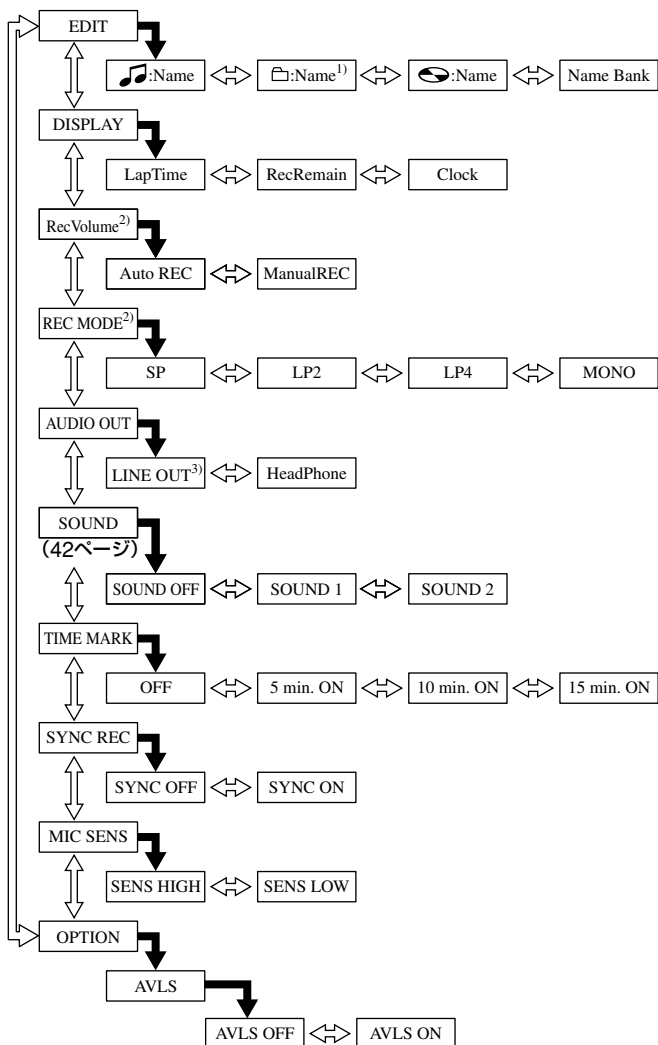 EDIT
:Name
:Name1)
:Name
Name Bank
DISPLAY
LapTime
RecRemain
Clock
RecVolume2)
Auto REC
ManualREC
REC MODE2)
SP
LP2
LP4
MONO
AUDIO OUT
LINE OUT3)
HeadPhone
SOUND
(42ページ)
SOUND OFF
SOUND 1
SOUND 2
TIME MARK
OFF
5 min. ON
10 min. ON
15 min. ON
SYNC REC
SYNC OFF
SYNC ON
MIC SENS
SENS HIGH
SENS LOW
OPTION
AVLS
AVLS OFF
AVLS ON